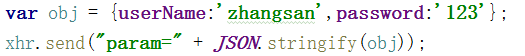 var obj = {userName:'zhangsan',password:'123'};
xhr.send("param=" + JSON.stringify(obj));